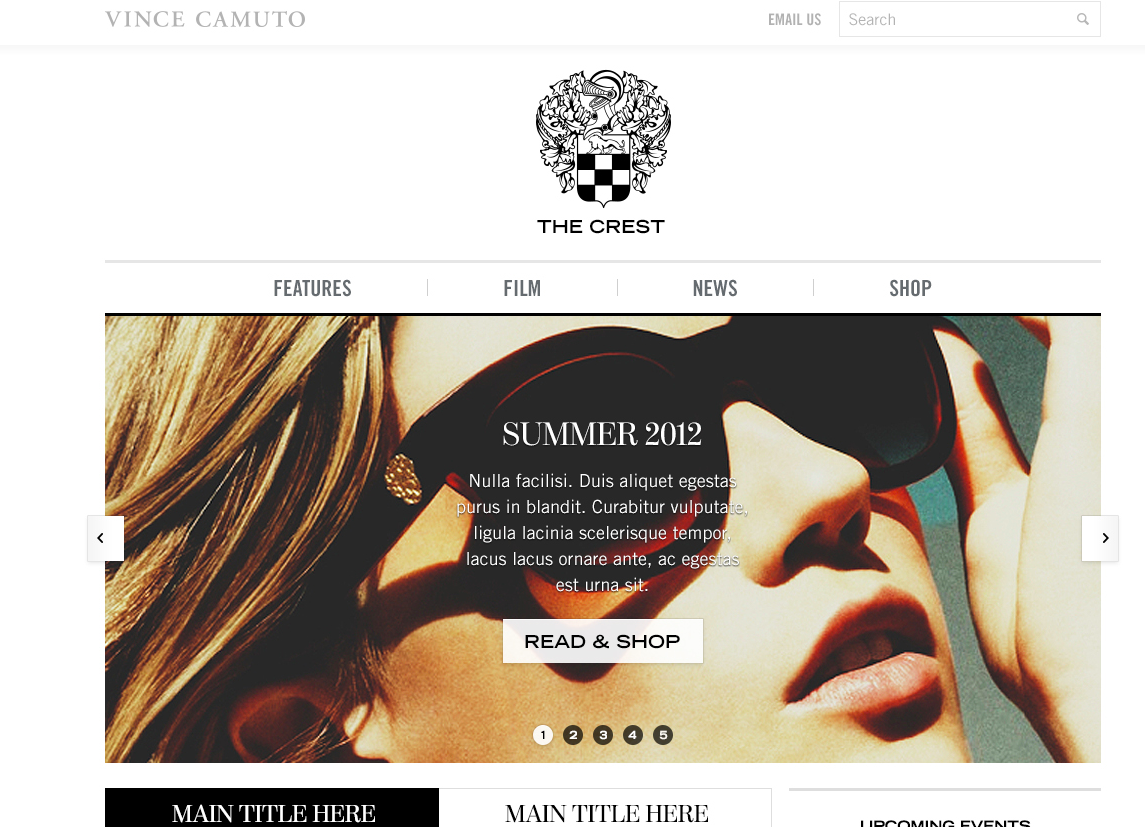 VINCE CAMUTO
EMAIL US
Search
THE CREST
FEATURES
FILM
NEWS
SHOP
SUMMER 2012
Nulla facilisi. Duis aliquet egestas
purus in blandit. Curabitur vulputate,
ligula lacinia scelerisque tempor,
lacus lacus ornare ante, ac egestas
est urna sit.
READ & SHOP
1 2 3 4 5
MAIN TITLE HERE
MAIN TITLE HERE
UPCOMING EVENTS